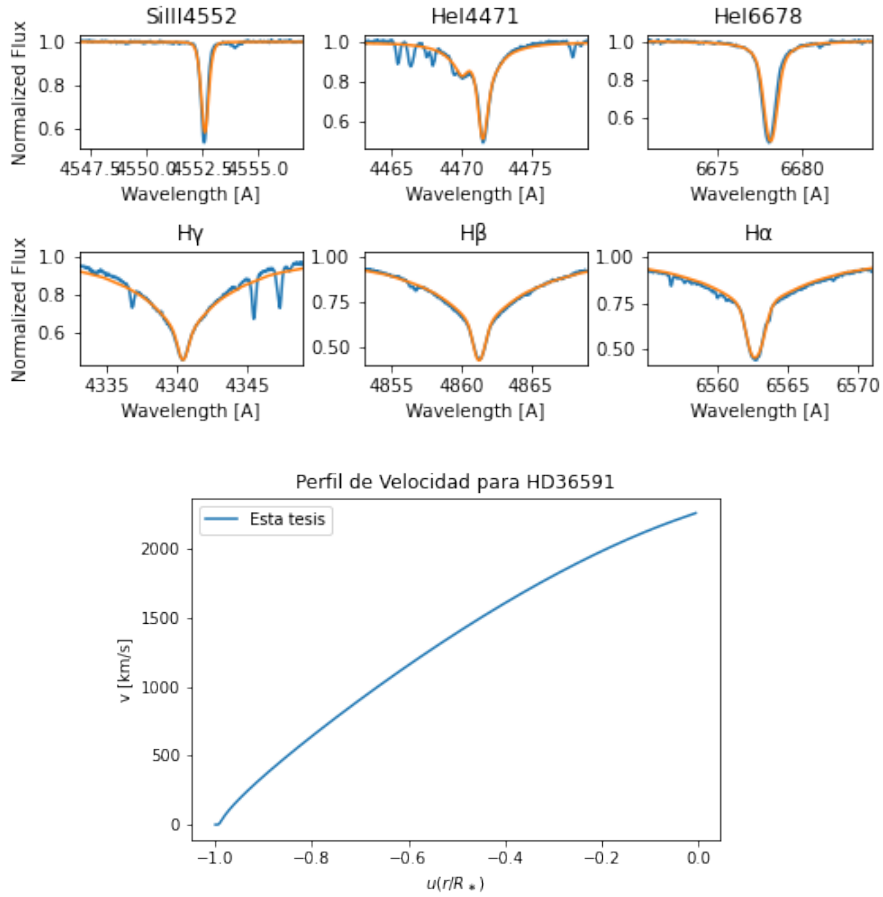 SiIII4552 HeI4471 HeI6678
Normalized Flux
1.0 0.8 0.6
1.0 0.8 0.6
1.0 0.8 0.6
4547.5 4550.0 4552.5 4555.0
4465 4470 4475
6675 6680
Wavelength [A] Wavelength [A] Wavelength [A]
Hγ Hβ Hα
Normalized Flux
1.0 0.8 0.6
1.00 0.75 0.50
1.00 0.75 0.50
4335 4340 4345
4855 4860 4865
6560 6565 6570
Wavelength [A] Wavelength [A] Wavelength [A]
Perfil de Velocidad para HD36591
Esta tesis
v [km/s]
2000
1500
1000
500
0
−1.0 −0.8 −0.6 −0.4 −0.2 0.0
u(r/R∗)